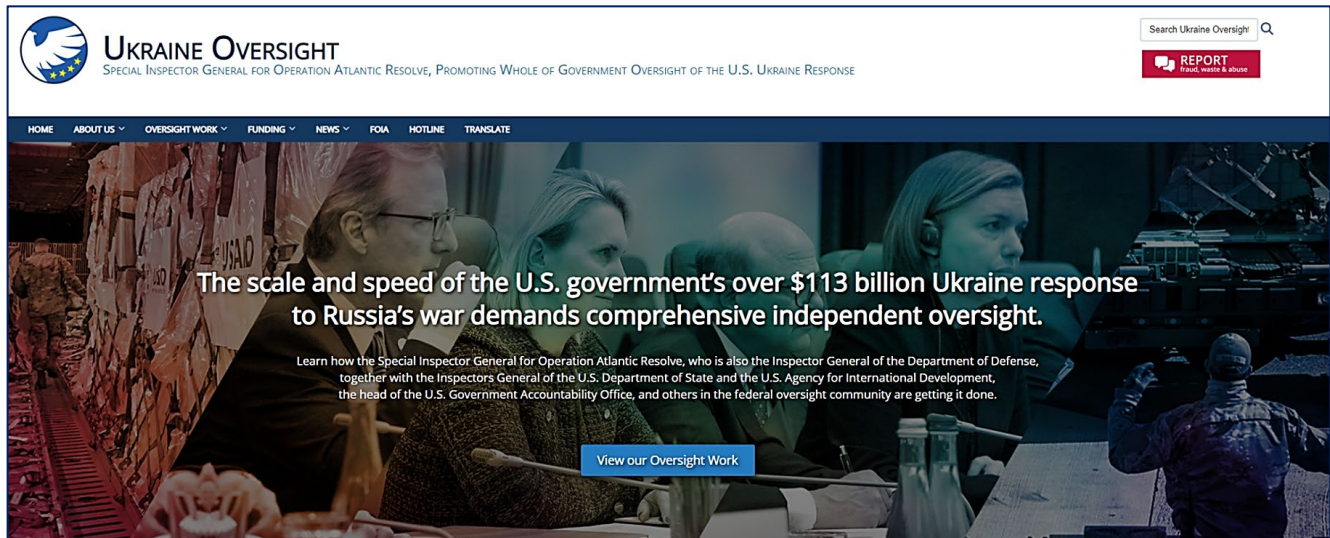 UKRAINE OVERSIGHT
SPECIAL INSPECTOR GENERAL FOR OPERATION ATLANTIC RESOLVE, PROMOTING WHOLE OF GOVERNMENT OVERSIGHT OF THE U.S. UKRAINE RESPONSE
Search Ukraine Oversight
REPORT
fraud, waste & abuse
HOME ABOUT US OVERSIGHT WORK FUNDING NEWS FOIA HOTLINE TRANSLATE
USAID
The scale and speed of the U.S. government's over $113 billion Ukraine response
to Russia's war demands comprehensive independent oversight.
Learn how the Special Inspector General for Operation Atlantic Resolve, who is also the Inspector General of the Department of Defense,
together with the Inspectors General of the U.S. Department of State and the U.S. Agency for International Development,
the head of the U.S. Government Accountability Office, and others in the federal oversight community are getting it done.
View our Oversight Work